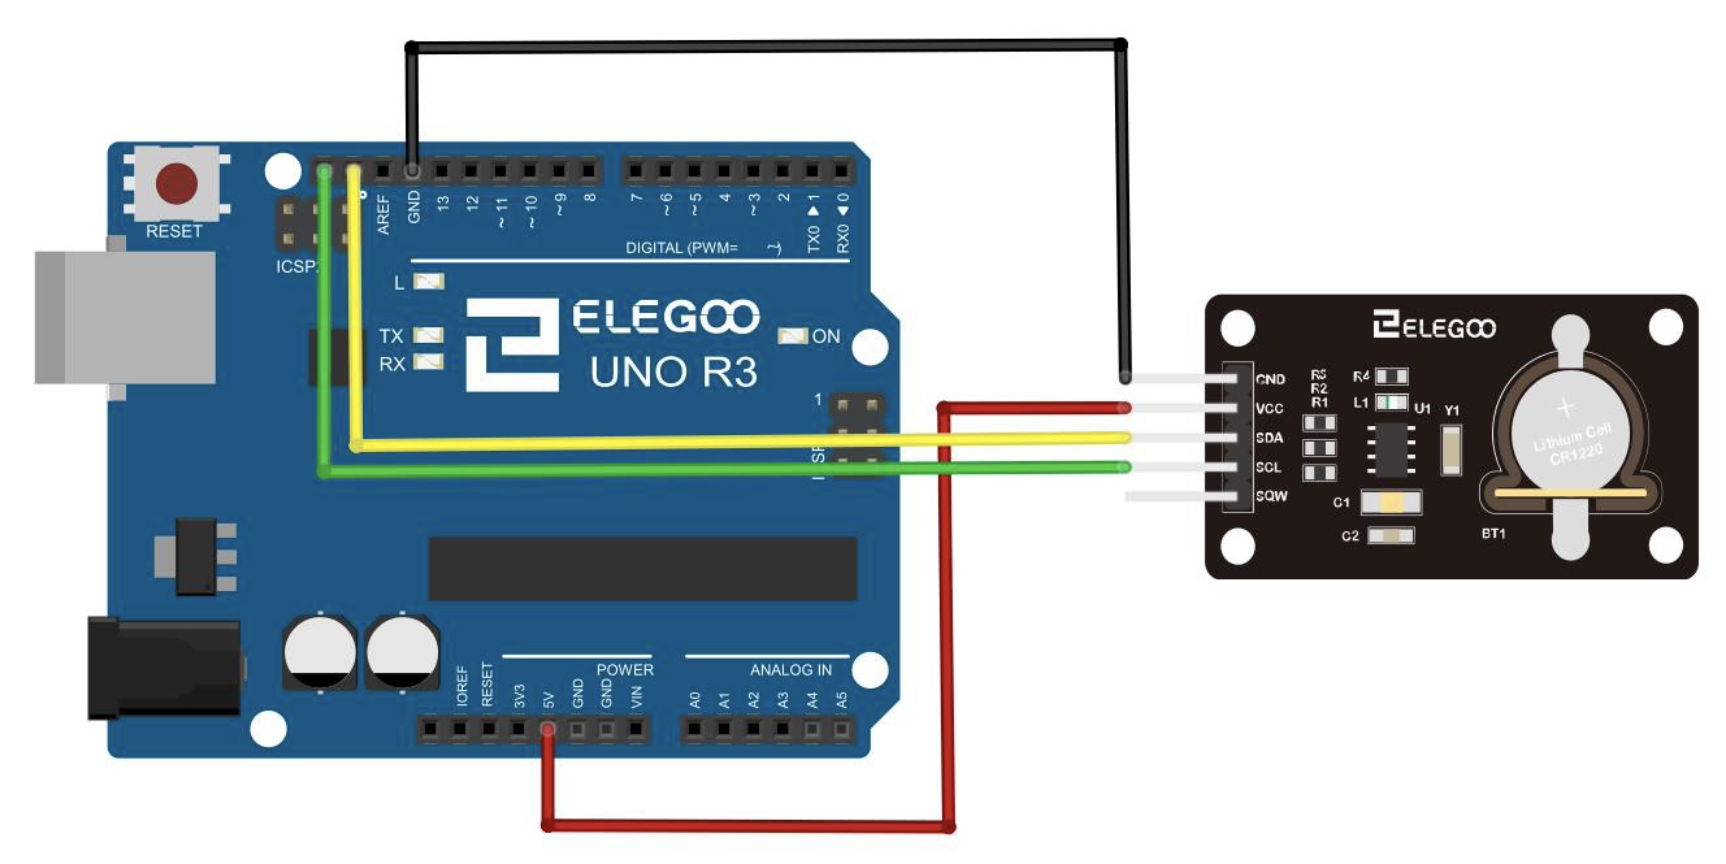 RESET
ICSP
AREF
GND
13
12
~11
~10
~9
8
7
~6
~5
4
~3
2
TX0 ▶ 1
RX0 ◀ 0
DIGITAL (PWM= ~)
L
TX
RX
ELEGOO
UNO R3
ON
1
IOREF
RESET
3V3
5V
GND
GND
VIN
POWER
ANALOG IN
A0
A1
A2
A3
A4
A5
ELEGOO
GND
VCC
SDA
SCL
SQW
R3
R2
R1
R4
L1
U1
Y1
C1
C2
BT1
Lithium Cell
CR1220